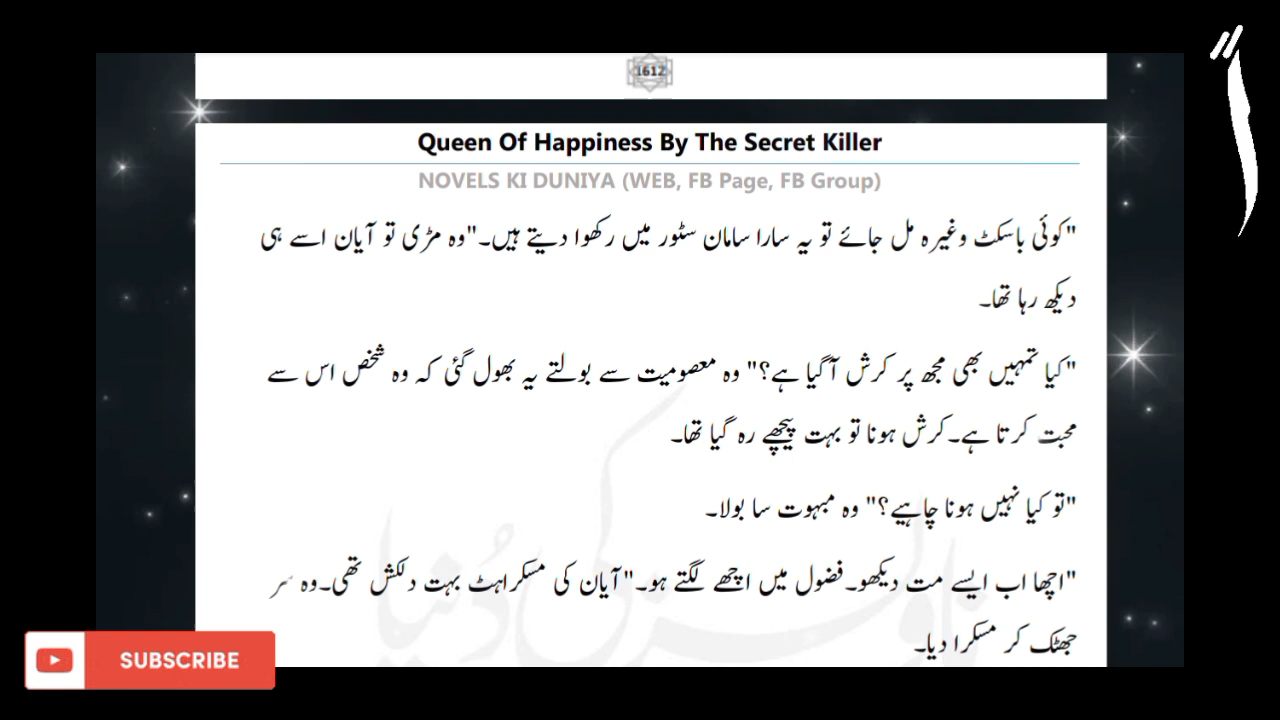 1612
Queen Of Happiness By The Secret Killer
NOVELS KI DUNIYA (WEB, FB Page, FB Group)
"کوئی باسکٹ وغیرہ مل جائے تو یہ سارا سامان سٹور میں رکھوا دیتے ہیں۔"وہ مڑی تو آیان اسے ہی
دیکھ رہا تھا۔
"کیا تمہیں بھی مجھ پر کرش آگیا ہے؟" وہ معصومیت سے بولتے یہ بھول گئی کہ وہ شخص اس سے
محبت کرتا ہے۔کرش ہونا تو بہت پیچھے رہ گیا تھا۔
"تو کیا نہیں ہونا چاہیے؟" وہ مبہوت سا بولا۔
"اچھا اب ایسے مت دیکھو۔فضول میں اچھے لگتے ہو۔"آیان کی مسکراہٹ بہت دلکش تھی۔وہ سر
جھٹک کر مسکرا دیا۔
ناولز کی دُنیا
SUBSCRIBE